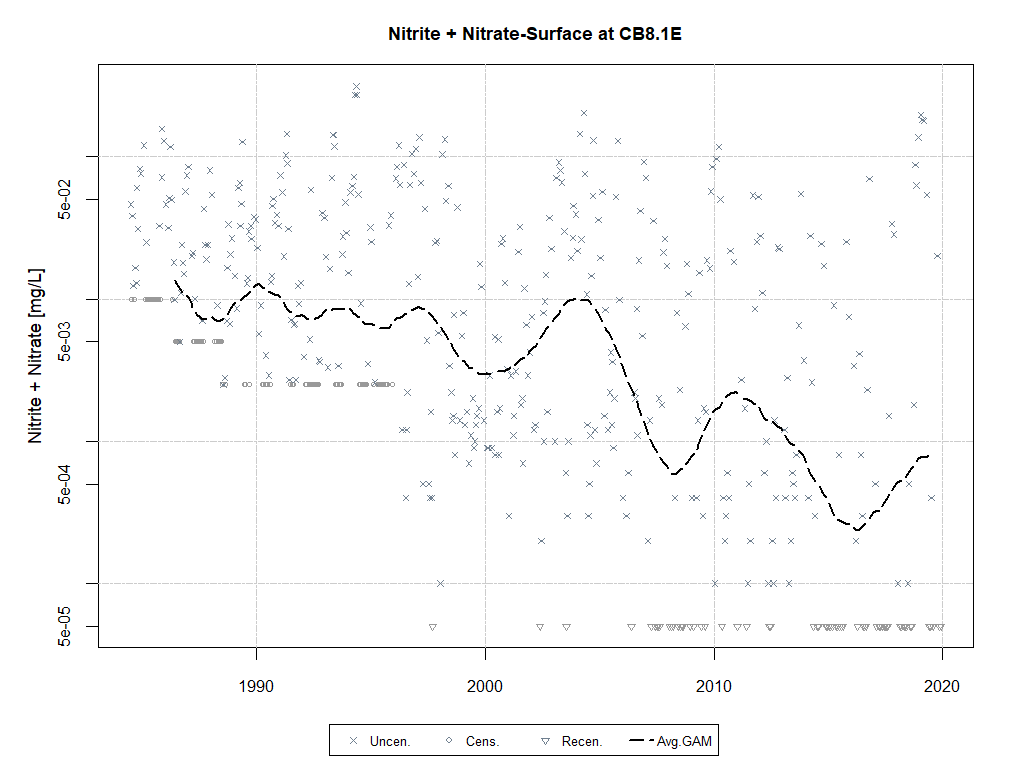 Nitrite + Nitrate-Surface at CB8.1E
Nitrite + Nitrate [mg/L]
5e-02
5e-03
5e-04
5e-05
1990 2000 2010 2020
Uncen. Cens. Recen. Avg.GAM